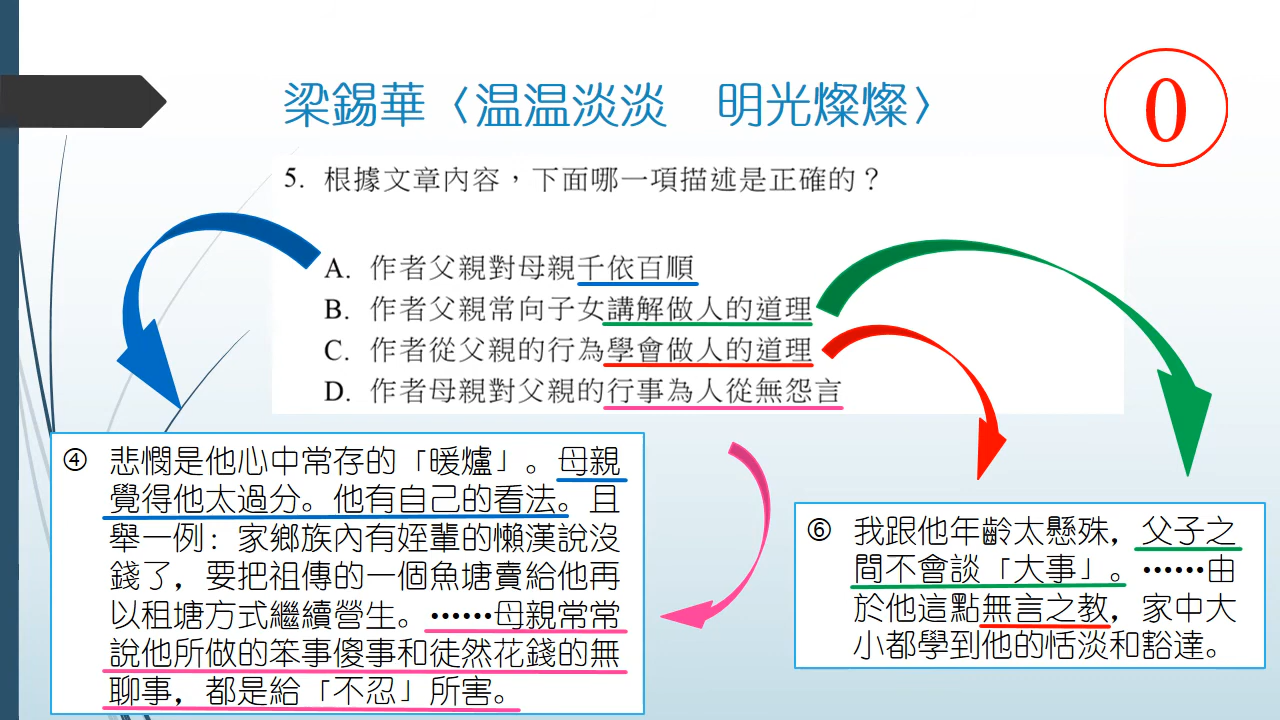 梁錫華〈温温淡淡　明光燦燦〉
0
5. 根據文章內容，下面哪一項描述是正確的？
A. 作者父親對母親千依百順
B. 作者父親常向子女講解做人的道理
C. 作者從父親的行為學會做人的道理
D. 作者母親對父親的行事為人從無怨言
④ 悲憫是他心中常存的「暖爐」。母親
覺得他太過分。他有自己的看法。且
舉一例：家鄉族內有姪輩的懶漢說沒
錢了，要把祖傳的一個魚塘賣給他再
以租塘方式繼續營生。……母親常常
說他所做的笨事傻事和徒然花錢的無
聊事，都是給「不忍」所害。
⑥ 我跟他年齡太懸殊，父子之
間不會談「大事」。……由
於他這點無言之教，家中大
小都學到他的恬淡和豁達。